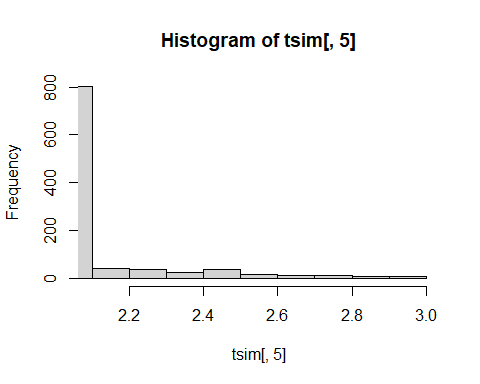 Histogram of tsim[, 5]
Frequency
800
600
400
200
0
2.2 2.4 2.6 2.8 3.0
tsim[, 5]